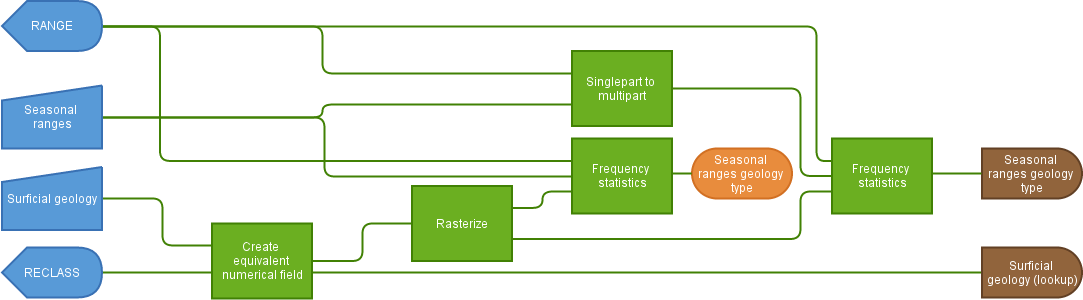 RANGE
Seasonal
ranges
Surficial geology
RECLASS
Create
equivalent
numerical field
Rasterize
Singlepart to
multipart
Frequency
statistics
Seasonal
ranges geology
type
Frequency
statistics
Seasonal
ranges geology
type
Surficial
geology (lookup)